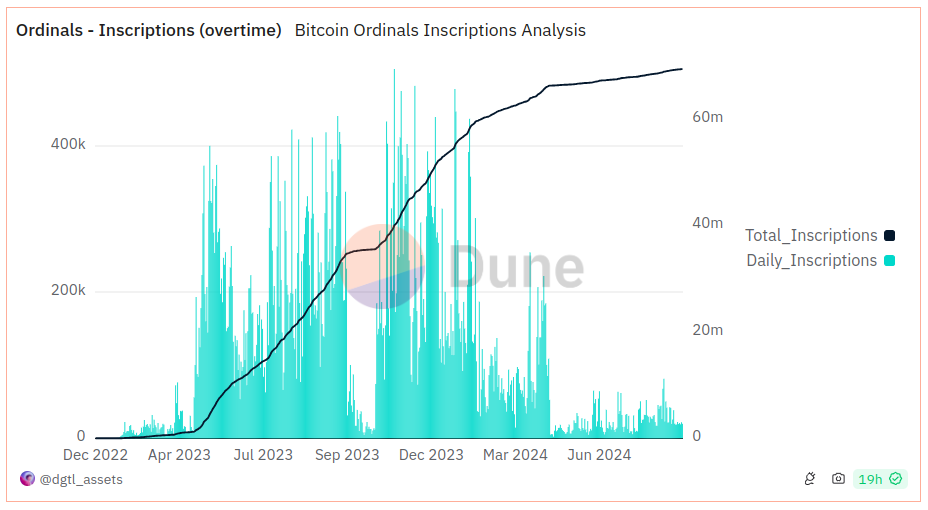 Ordinals - Inscriptions (overtime) Bitcoin Ordinals Inscriptions Analysis
400k
200k
0
60m
40m
20m
0
Dune
Total_Inscriptions
Daily_Inscriptions
Dec 2022 Apr 2023 Jul 2023 Sep 2023 Dec 2023 Mar 2024 Jun 2024
@dgtl_assets
19h